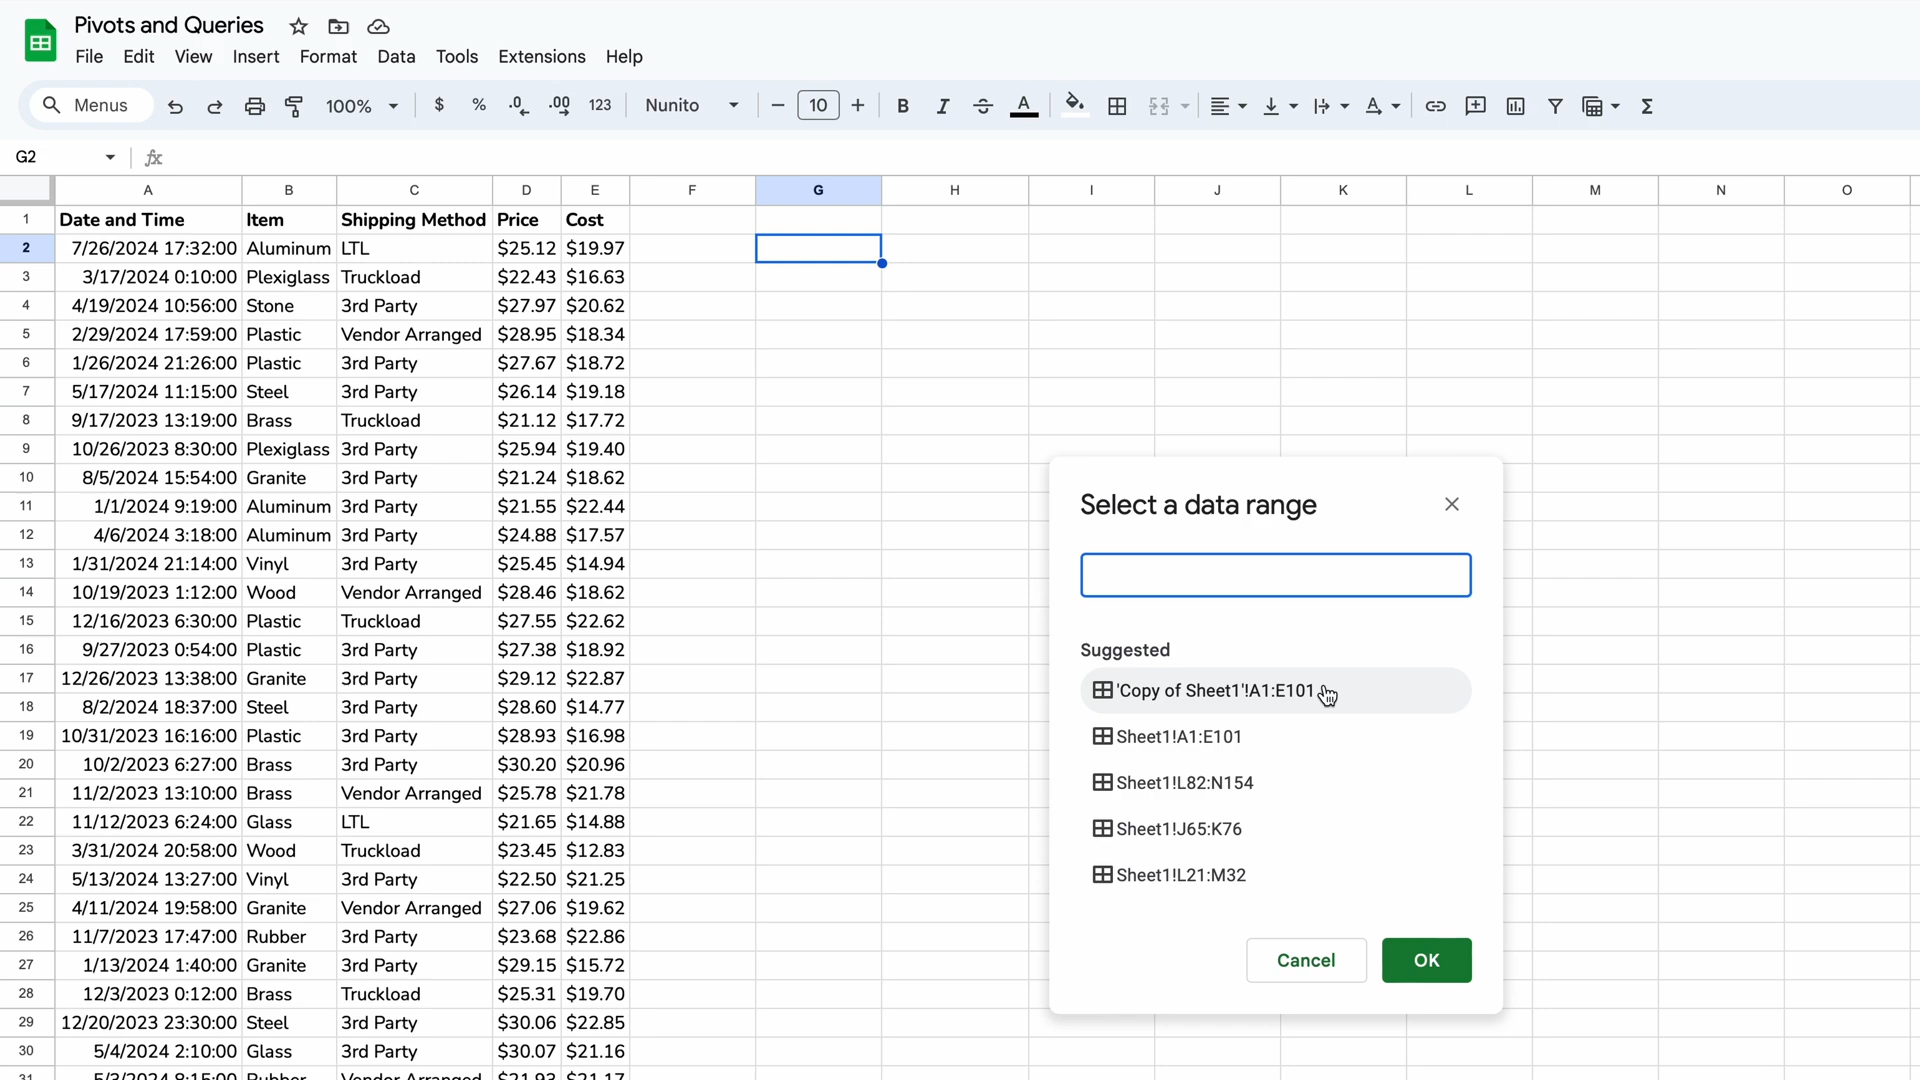 Pivots and Queries
File Edit View Insert Format Data Tools Extensions Help
Menus 100% $ % .0 .00 123 Nunito 10 B I S A Σ
G2 fx
A B C D E F G H I J K L M N O
1 Date and Time Item Shipping Method Price Cost
2 7/26/2024 17:32:00 Aluminum LTL $25.12 $19.97
3 3/17/2024 0:10:00 Plexiglass Truckload $22.43 $16.63
4 4/19/2024 10:56:00 Stone 3rd Party $27.97 $20.62
5 2/29/2024 17:59:00 Plastic Vendor Arranged $28.95 $18.34
6 1/26/2024 21:26:00 Plastic 3rd Party $27.67 $18.72
7 5/17/2024 11:15:00 Steel 3rd Party $26.14 $19.18
8 9/17/2023 13:19:00 Brass Truckload $21.12 $17.72
9 10/26/2023 8:30:00 Plexiglass 3rd Party $25.94 $19.40
10 8/5/2024 15:54:00 Granite 3rd Party $21.24 $18.62
11 1/1/2024 9:19:00 Aluminum 3rd Party $21.55 $22.44
12 4/6/2024 3:18:00 Aluminum 3rd Party $24.88 $17.57
13 1/31/2024 21:14:00 Vinyl 3rd Party $25.45 $14.94
14 10/19/2023 1:12:00 Wood Vendor Arranged $28.46 $18.62
15 12/16/2023 6:30:00 Plastic Truckload $27.55 $22.62
16 9/27/2023 0:54:00 Plastic 3rd Party $27.38 $18.92
17 12/26/2023 13:38:00 Granite 3rd Party $29.12 $22.87
18 8/2/2024 18:37:00 Steel 3rd Party $28.60 $14.77
19 10/31/2023 16:16:00 Plastic 3rd Party $28.93 $16.98
20 10/2/2023 6:27:00 Brass 3rd Party $30.20 $20.96
21 11/2/2023 13:10:00 Brass Vendor Arranged $25.78 $21.78
22 11/12/2023 6:24:00 Glass LTL $21.65 $14.88
23 3/31/2024 20:58:00 Wood Truckload $23.45 $12.83
24 5/13/2024 13:27:00 Vinyl 3rd Party $22.50 $21.25
25 4/11/2024 19:58:00 Granite Vendor Arranged $27.06 $19.62
26 11/7/2023 17:47:00 Rubber 3rd Party $23.68 $22.86
27 1/13/2024 1:40:00 Granite 3rd Party $29.15 $15.72
28 12/3/2023 0:12:00 Brass Truckload $25.31 $19.70
29 12/20/2023 23:30:00 Steel 3rd Party $30.06 $22.85
30 5/4/2024 2:10:00 Glass 3rd Party $30.07 $21.16
31 5/3/2024 8:15:00 Rubber Vendor Arranged $21.93 $21.17
Select a data range
Suggested
'Copy of Sheet1'!A1:E101
Sheet1!A1:E101
Sheet1!L82:N154
Sheet1!J65:K76
Sheet1!L21:M32
Cancel OK